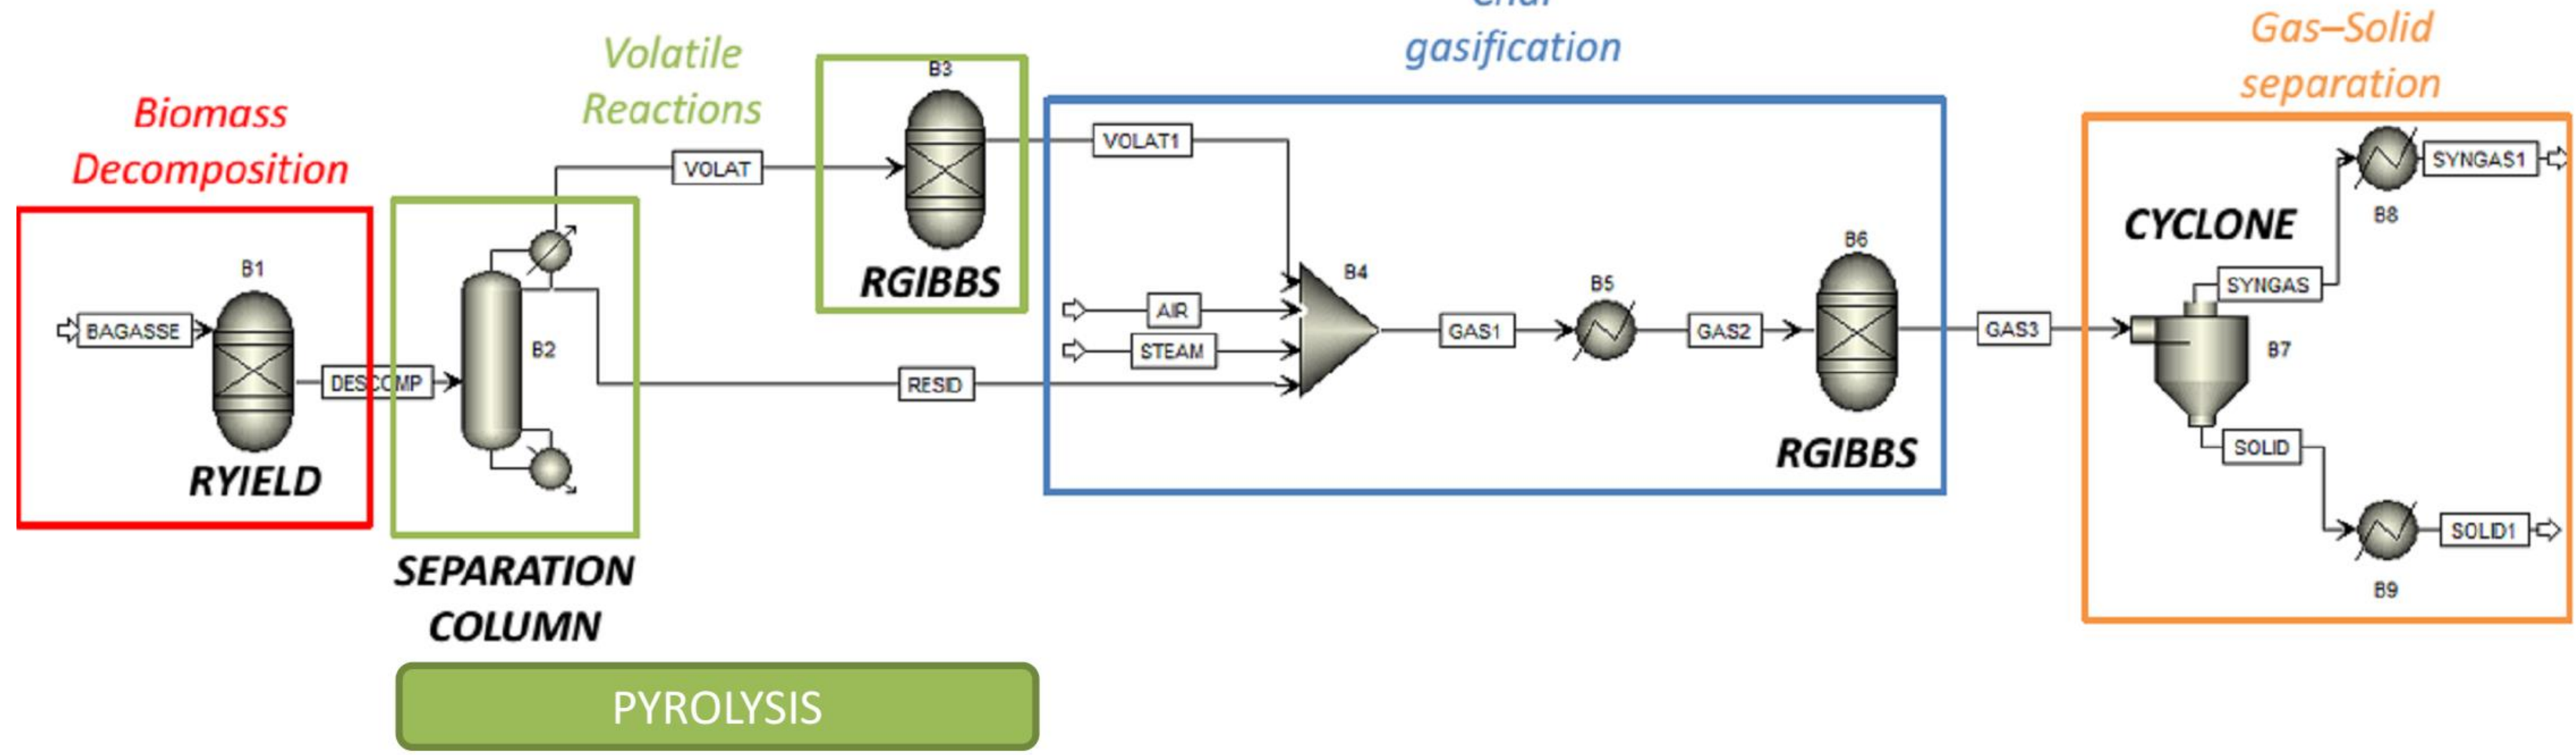 Biomass
Decomposition
BAGASSE
B1
RYIELD
DESCOMP
B2
SEPARATION
COLUMN
PYROLYSIS
Volatile
Reactions
VOLAT
B3
RGIBBS
RESID
gasification
VOLAT1
AIR
STEAM
B4
GAS1
B5
GAS2
B6
RGIBBS
GAS3
Gas–Solid
separation
CYCLONE
B7
SYNGAS
B8
SYNGAS1
SOLID
B9
SOLID1